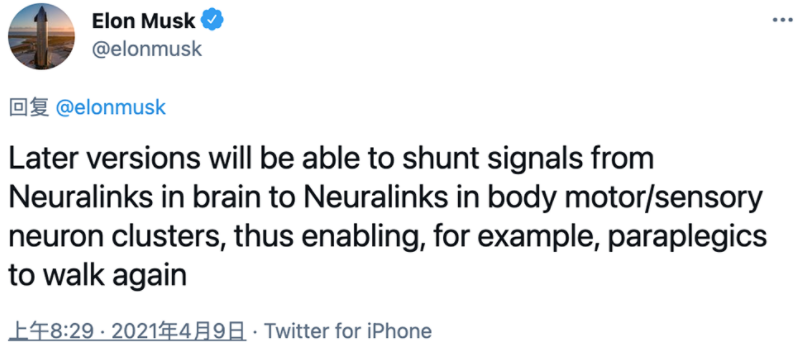 Elon Musk
@elonmusk
回复 @elonmusk
Later versions will be able to shunt signals from
Neuralinks in brain to Neuralinks in body motor/sensory
neuron clusters, thus enabling, for example, paraplegics
to walk again
上午8:29 · 2021年4月9日 · Twitter for iPhone